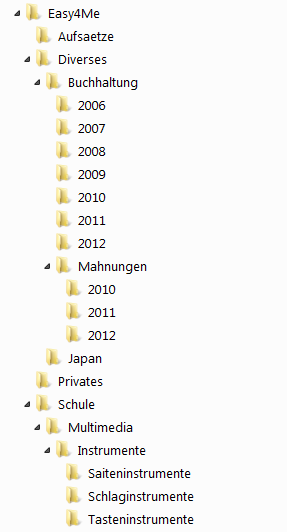 Easy4Me
Aufsaetze
Diverses
Buchhaltung
2006
2007
2008
2009
2010
2011
2012
Mahnungen
2010
2011
2012
Japan
Privates
Schule
Multimedia
Instrumente
Saiteninstrumente
Schlaginstrumente
Tasteninstrumente